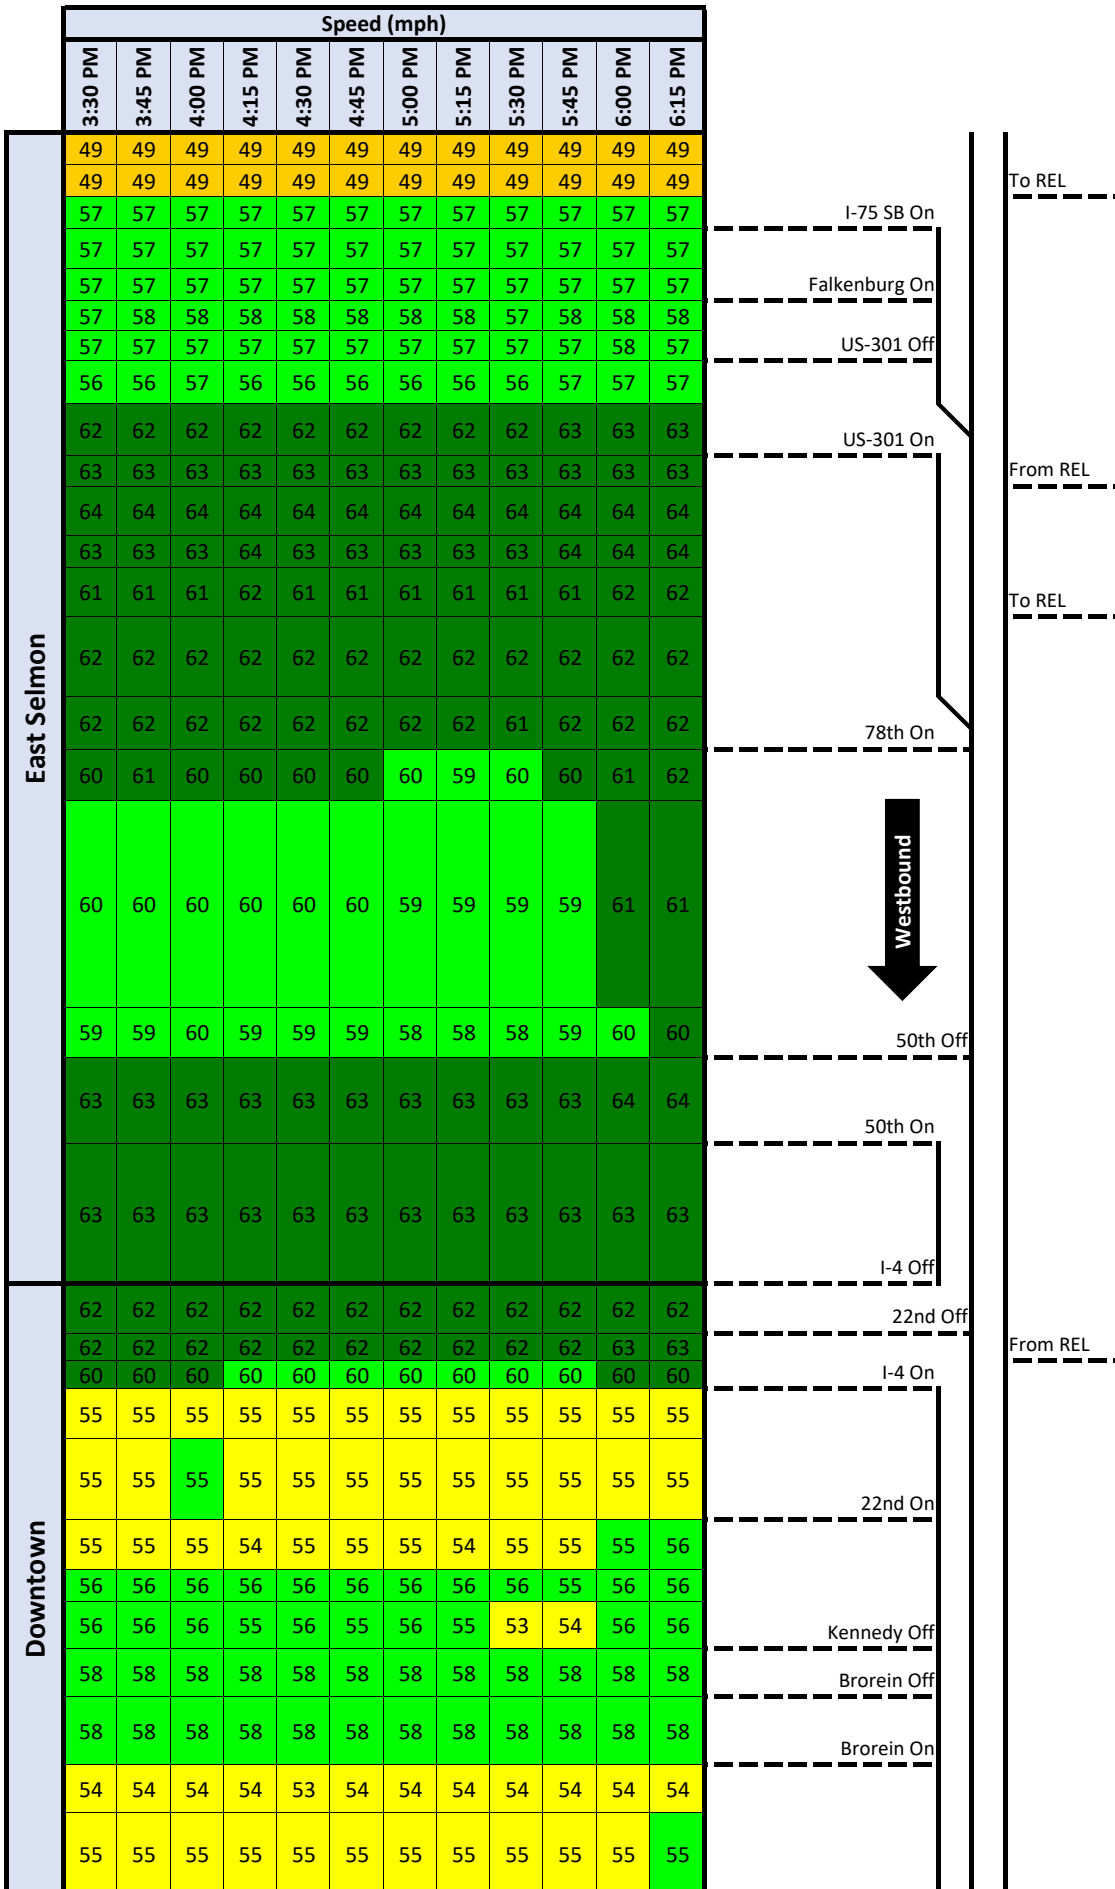 Speed (mph)
3:30 PM 3:45 PM 4:00 PM 4:15 PM 4:30 PM 4:45 PM 5:00 PM 5:15 PM 5:30 PM 5:45 PM 6:00 PM 6:15 PM
East Selmon
49 49 49 49 49 49 49 49 49 49 49 49
49 49 49 49 49 49 49 49 49 49 49 49
To REL
57 57 57 57 57 57 57 57 57 57 57 57
I-75 SB On
57 57 57 57 57 57 57 57 57 57 57 57
57 57 57 57 57 57 57 57 57 57 57 57
Falkenburg On
57 58 58 58 58 58 58 58 57 58 58 58
57 57 57 57 57 57 57 57 57 57 58 57
US-301 Off
56 56 57 56 56 56 56 56 56 57 57 57
62 62 62 62 62 62 62 62 62 63 63 63
US-301 On
63 63 63 63 63 63 63 63 63 63 63 63
From REL
64 64 64 64 64 64 64 64 64 64 64 64
63 63 63 64 63 63 63 63 63 64 64 64
61 61 61 62 61 61 61 61 61 61 62 62
To REL
62 62 62 62 62 62 62 62 62 62 62 62
62 62 62 62 62 62 62 62 61 62 62 62
78th On
60 61 60 60 60 60 60 59 60 60 61 62
60 60 60 60 60 60 59 59 59 59 61 61
Westbound
59 59 60 59 59 59 58 58 58 59 60 60
50th Off
63 63 63 63 63 63 63 63 63 63 64 64
50th On
63 63 63 63 63 63 63 63 63 63 63 63
I-4 Off
Downtown
62 62 62 62 62 62 62 62 62 62 62 62
22nd Off
62 62 62 62 62 62 62 62 62 62 63 63
From REL
60 60 60 60 60 60 60 60 60 60 60 60
I-4 On
55 55 55 55 55 55 55 55 55 55 55 55
55 55 55 55 55 55 55 55 55 55 55 55
22nd On
55 55 55 54 55 55 55 54 55 55 55 56
56 56 56 56 56 56 56 56 56 55 56 56
56 56 56 55 56 55 56 55 53 54 56 56
Kennedy Off
58 58 58 58 58 58 58 58 58 58 58 58
Brorein Off
58 58 58 58 58 58 58 58 58 58 58 58
Brorein On
54 54 54 54 53 54 54 54 54 54 54 54
55 55 55 55 55 55 55 55 55 55 55 55